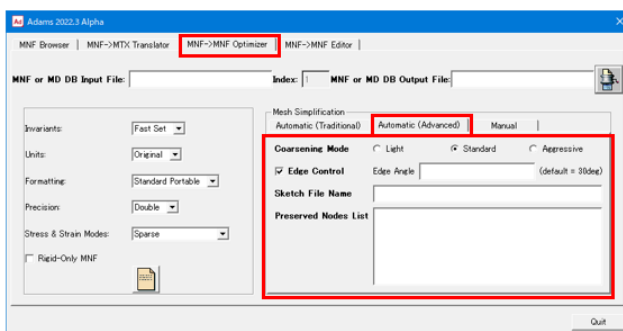 Adams 2022.3 Alpha
MNF Browser | MNF->MTX Translator | MNF->MNF Optimizer | MNF->MNF Editor |
MNF or MD DB Input File: Index: 1 MNF or MD DB Output File:
Mesh Simplification
Automatic (Traditional) Automatic (Advanced) | Manual |
Invariants: Fast Set
Units: Original
Formatting: Standard Portable
Precision: Double
Stress & Strain Modes: Sparse
Rigid-Only MNF
Coarsening Mode Light Standard Aggressive
Edge Control Edge Angle (default = 30deg)
Sketch File Name
Preserved Nodes List
Quit